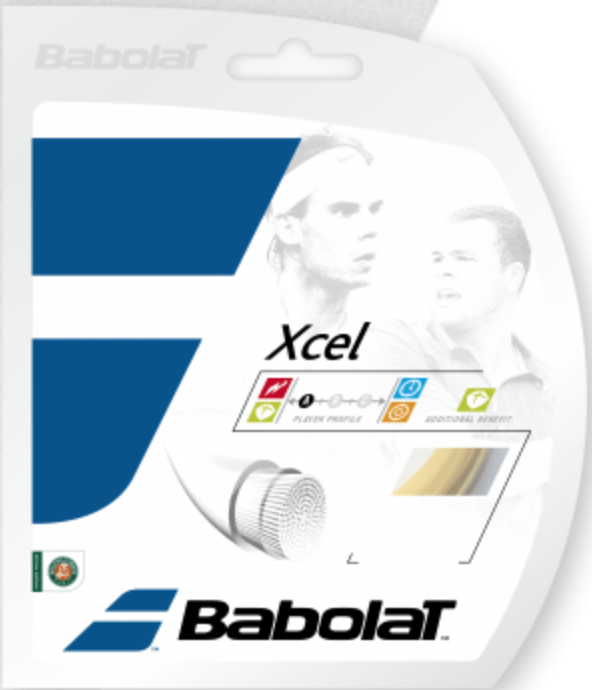 BabolaT
Xcel
A B C
PLAYER PROFILE
ADDITIONAL BENEFIT
BabolaT